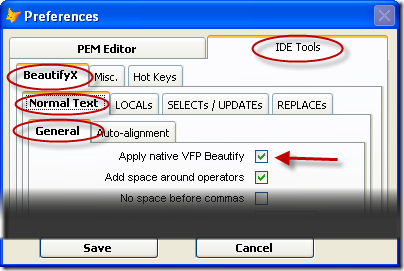 Preferences
PEM Editor IDE Tools
BeautifyX Misc. Hot Keys
Normal Text LOCALs SELECTs / UPDATEs REPLACEs
General Auto-alignment
Apply native VFP Beautify
Add space around operators
No space before commas
Save Cancel